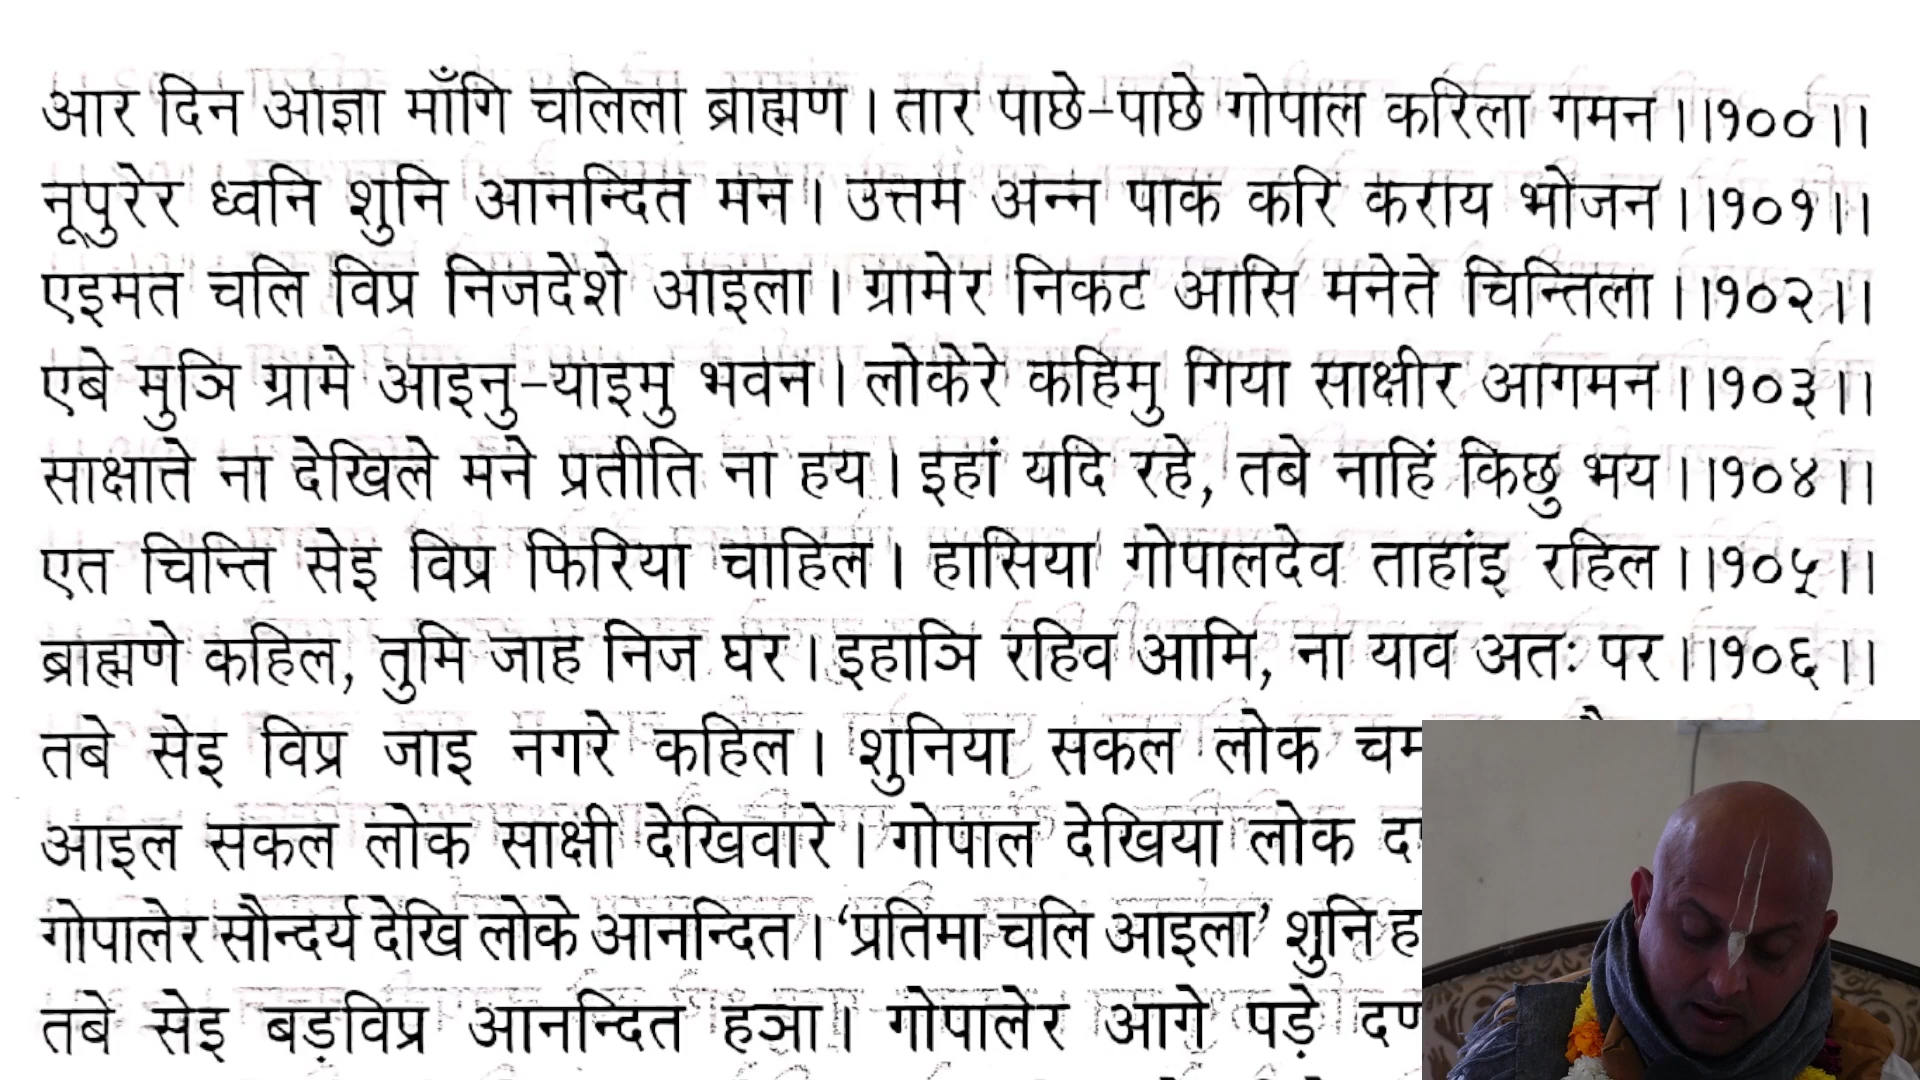 आर दिन आज्ञा माँगि चलिला ब्राह्मण। तार पाछे-पाछे गोपाल करिला गमन।।१००।।
नूपुरेर ध्वनि शुनि आनन्दित मन। उत्तम अन्न पाक करि कराय भोजन।।१०१।।
एइमत चलि विप्र निजदेशे आइला। ग्रामेर निकट आसि मनेते चिन्तिला।।१०२।।
एबे मुञि ग्रामे आइनु-याइमु भवन। लोकेरे कहिमु गिया साक्षीर आगमन।।१०३।।
साक्षाते ना देखिले मने प्रतीति ना हय। इहां यदि रहे, तबे नाहिं किछु भय।।१०४।।
एत चिन्ति सेइ विप्र फिरिया चाहिल। हासिया गोपालदेव ताहांइ रहिल।।१०५।।
ब्राह्मणे कहिल, तुमि जाह निज घर। इहाञि रहिव आमि, ना याव अतः पर।।१०६।।
तबे सेइ विप्र जाइ नगरे कहिल। शुनिया सकल लोक
आइल सकल लोक साक्षी देखिवारे। गोपाल देखिया लोक
गोपालेर सौन्दर्य देखि लोके आनन्दित। ‘प्रतिमा चलि आइला’ शुनि
तबे सेइ बड़विप्र आनन्दित हञा। गोपालेर आगे पड़े